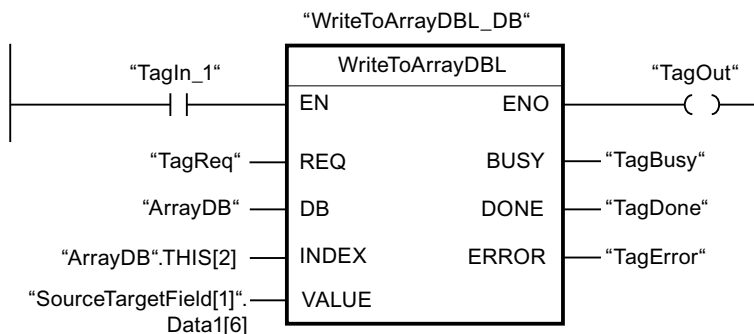 "WriteToArrayDBL_DB“
WriteToArrayDBL
“TagIn_1“
“TagOut“
EN ENO
“TagReq“ REQ BUSY “TagBusy“
“ArrayDB“ DB DONE “TagDone“
“ArrayDB“.THIS[2] INDEX ERROR “TagError“
“SourceTargetField[1]“. VALUE
Data1[6]